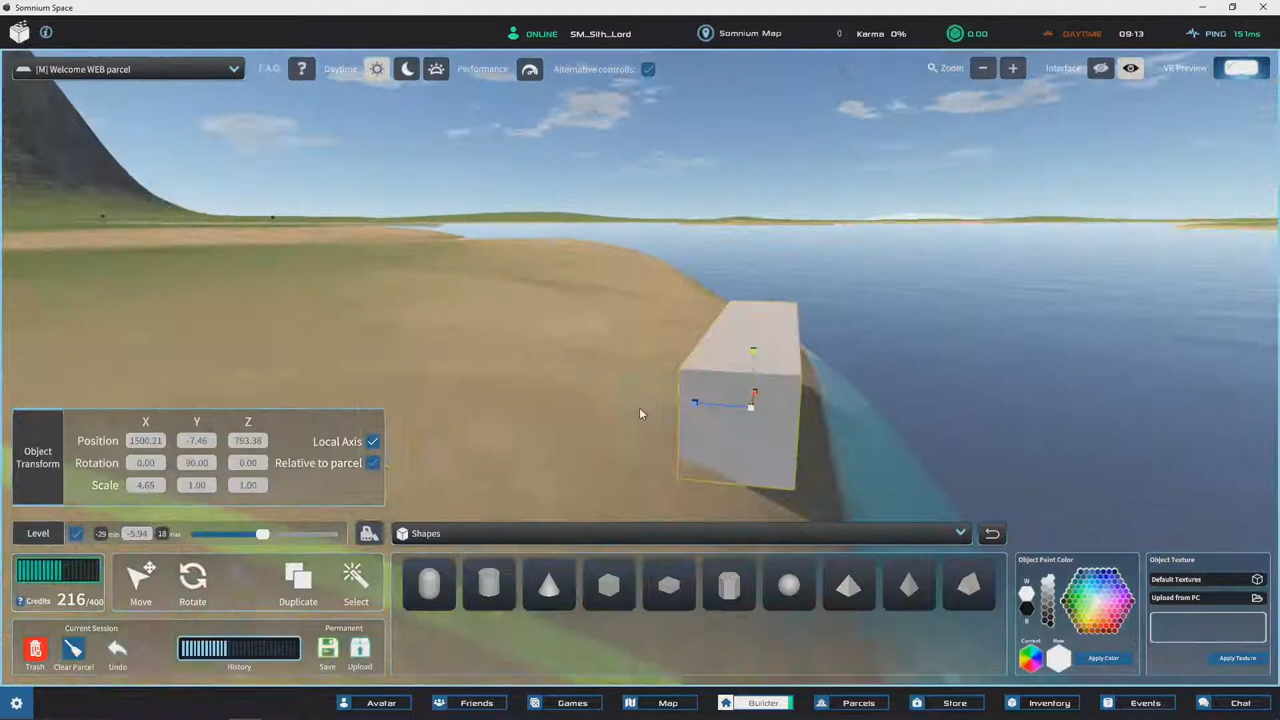 Somnium Space
ONLINE SM_Sith_Lord Somnium Map 0 Karma 0% 0.00 DAYTIME 09:13 PING 151ms
[M] Welcome WEB parcel F.A.Q. ? Daytime Performance Alternative controls: Zoom Interface VR Preview
X Y Z
Position 1500.21 -7.46 793.38 Local Axis
Object Transform
Rotation 0.00 90.00 0.00 Relative to parcel
Scale 4.65 1.00 1.00
Level -29 min -5.94 18 max Shapes
Object Paint Color Object Texture
W Default Textures
B Upload from PC
? Credits 216/400 Move Rotate Duplicate Select
Current Session Permanent
Current New
Trash Clear Parcel Undo History Save Upload Apply Color Apply Texture
Avatar Friends Games Map Builder Parcels Store Inventory Events Chat